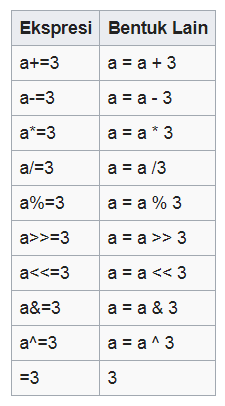 Ekspresi Bentuk Lain
a+=3 a = a + 3
a-=3 a = a - 3
a*=3 a = a * 3
a/=3 a = a /3
a%=3 a = a % 3
a>>=3 a = a >> 3
a<<=3 a = a << 3
a&=3 a = a & 3
a^=3 a = a ^ 3
=3 3